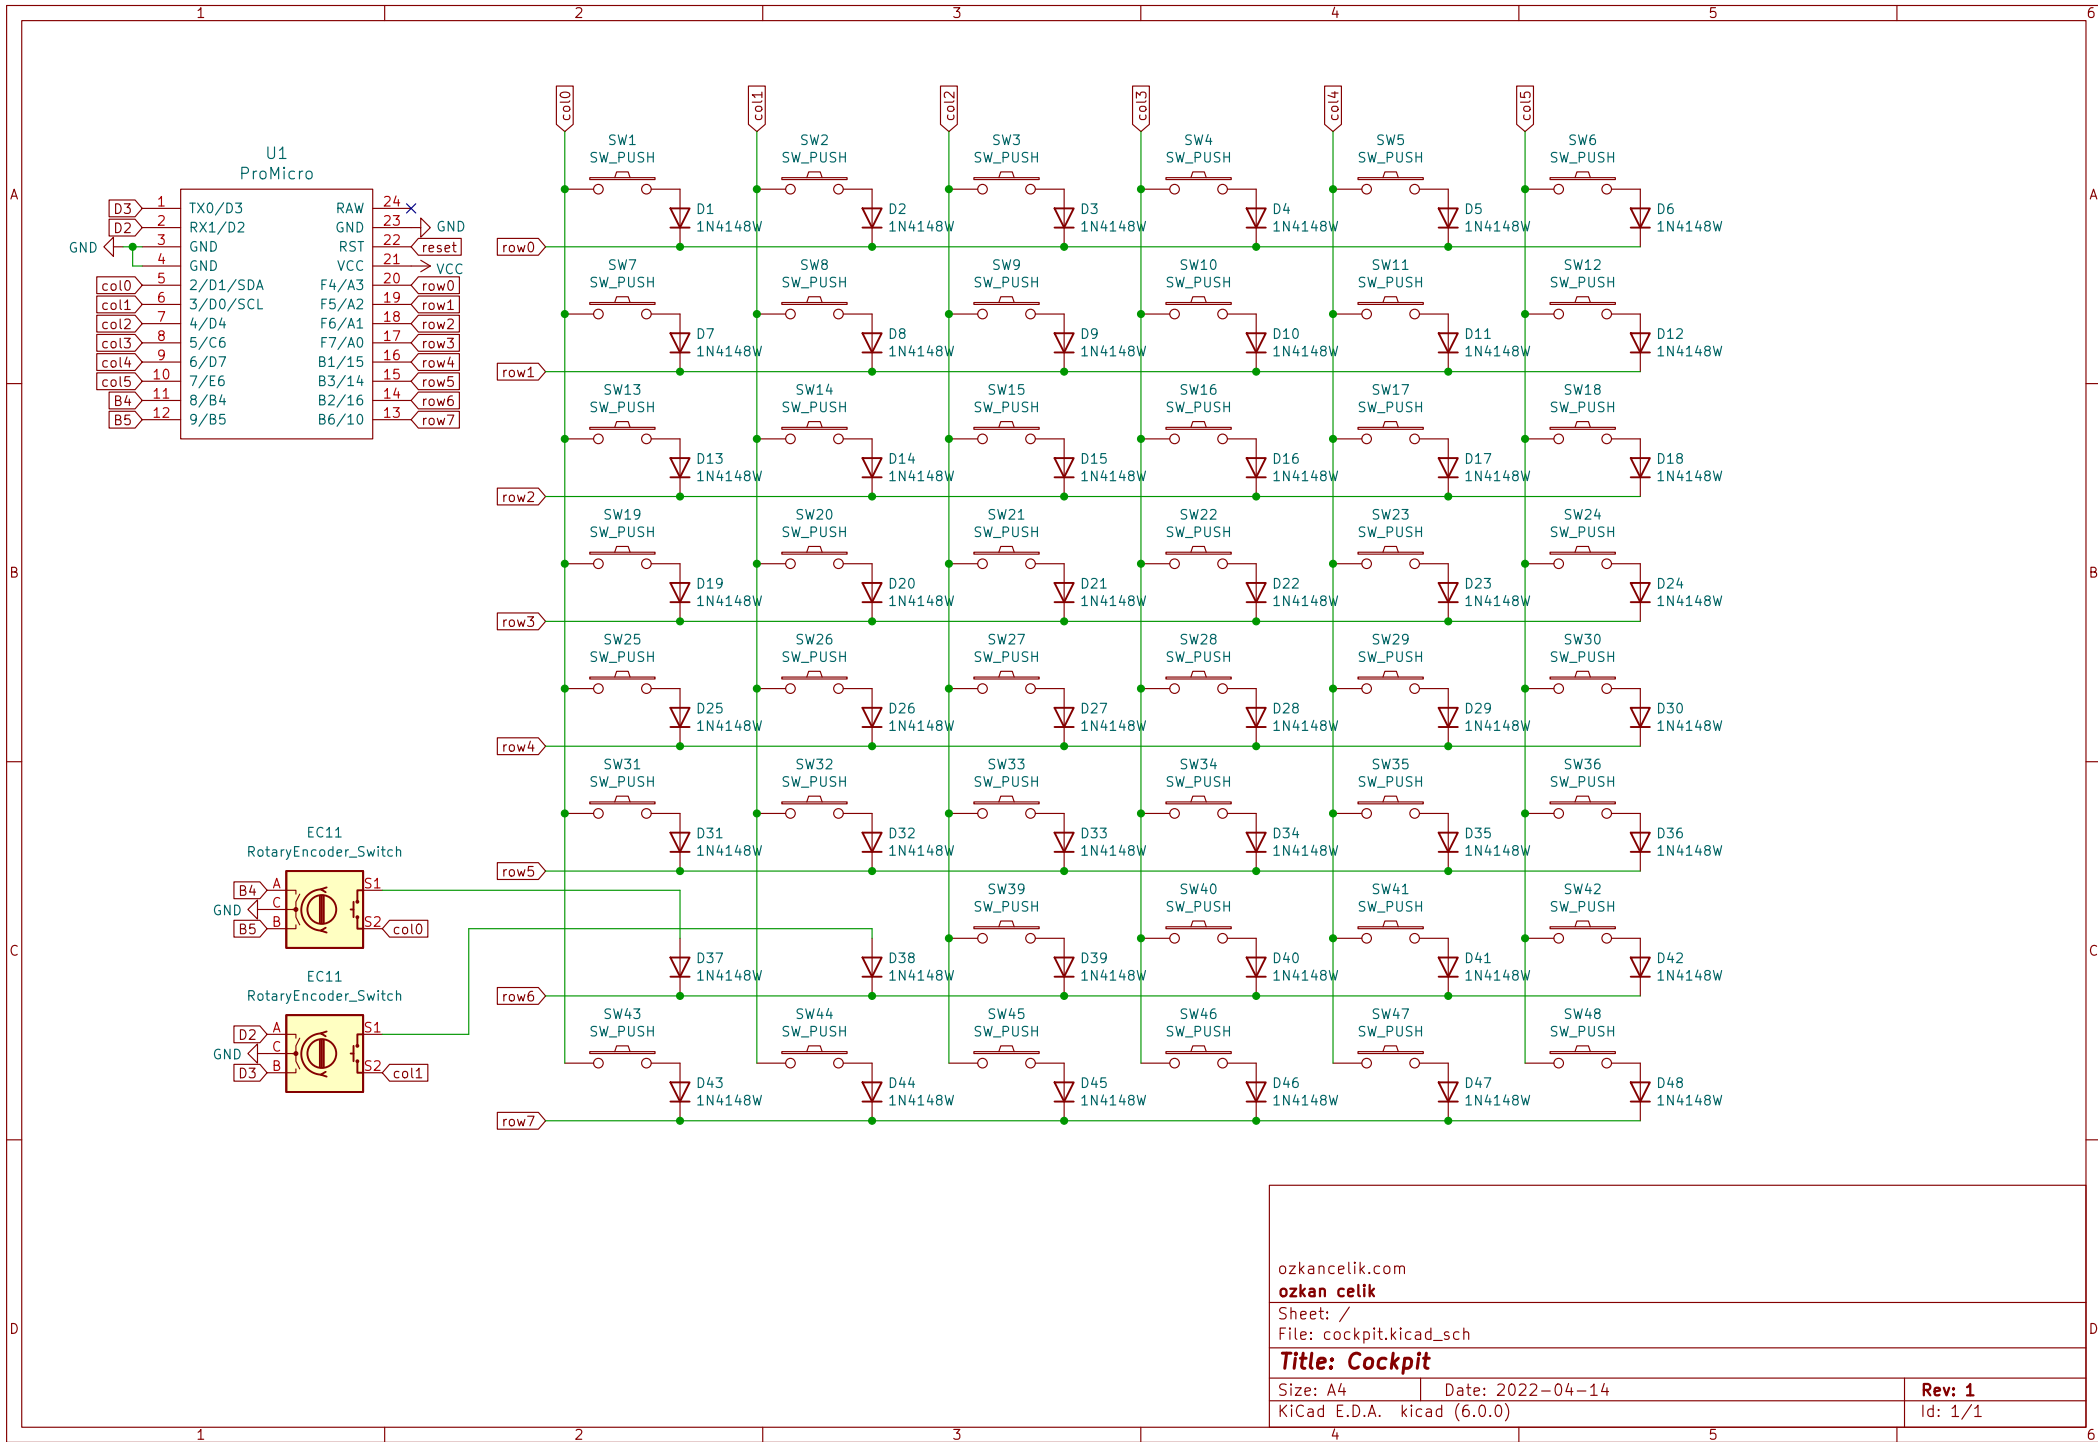 1 2 3 4 5 6
col0 col1 col2 col3 col4 col5
A A
U1
ProMicro
D3 1 TX0/D3 RAW 24
D2 2 RX1/D2 GND 23 GND
GND 3 GND RST 22 reset
4 GND VCC 21 VCC
col0 5 2/D1/SDA F4/A3 20 row0
col1 6 3/D0/SCL F5/A2 19 row1
col2 7 4/D4 F6/A1 18 row2
col3 8 5/C6 F7/A0 17 row3
col4 9 6/D7 B1/15 16 row4
col5 10 7/E6 B3/14 15 row5
B4 11 8/B4 B2/16 14 row6
B5 12 9/B5 B6/10 13 row7
SW1 SW2 SW3 SW4 SW5 SW6
SW_PUSH SW_PUSH SW_PUSH SW_PUSH SW_PUSH SW_PUSH
D1 D2 D3 D4 D5 D6
1N4148W 1N4148W 1N4148W 1N4148W 1N4148W 1N4148W
row0
SW7 SW8 SW9 SW10 SW11 SW12
SW_PUSH SW_PUSH SW_PUSH SW_PUSH SW_PUSH SW_PUSH
D7 D8 D9 D10 D11 D12
1N4148W 1N4148W 1N4148W 1N4148W 1N4148W 1N4148W
row1
SW13 SW14 SW15 SW16 SW17 SW18
SW_PUSH SW_PUSH SW_PUSH SW_PUSH SW_PUSH SW_PUSH
D13 D14 D15 D16 D17 D18
1N4148W 1N4148W 1N4148W 1N4148W 1N4148W 1N4148W
row2
SW19 SW20 SW21 SW22 SW23 SW24
SW_PUSH SW_PUSH SW_PUSH SW_PUSH SW_PUSH SW_PUSH
B B
D19 D20 D21 D22 D23 D24
1N4148W 1N4148W 1N4148W 1N4148W 1N4148W 1N4148W
row3
SW25 SW26 SW27 SW28 SW29 SW30
SW_PUSH SW_PUSH SW_PUSH SW_PUSH SW_PUSH SW_PUSH
D25 D26 D27 D28 D29 D30
1N4148W 1N4148W 1N4148W 1N4148W 1N4148W 1N4148W
row4
SW31 SW32 SW33 SW34 SW35 SW36
SW_PUSH SW_PUSH SW_PUSH SW_PUSH SW_PUSH SW_PUSH
D31 D32 D33 D34 D35 D36
1N4148W 1N4148W 1N4148W 1N4148W 1N4148W 1N4148W
row5
EC11
RotaryEncoder_Switch
B4 A S1
GND C
B5 B S2 col0
SW39 SW40 SW41 SW42
SW_PUSH SW_PUSH SW_PUSH SW_PUSH
C C
D37 D38 D39 D40 D41 D42
1N4148W 1N4148W 1N4148W 1N4148W 1N4148W 1N4148W
row6
EC11
RotaryEncoder_Switch
D2 A S1
GND C
D3 B S2 col1
SW43 SW44 SW45 SW46 SW47 SW48
SW_PUSH SW_PUSH SW_PUSH SW_PUSH SW_PUSH SW_PUSH
D43 D44 D45 D46 D47 D48
1N4148W 1N4148W 1N4148W 1N4148W 1N4148W 1N4148W
row7
ozkancelik.com
ozkan celik
Sheet: /
File: cockpit.kicad_sch
D D
Title: Cockpit
Size: A4 Date: 2022-04-14 Rev: 1
KiCad E.D.A. kicad (6.0.0) Id: 1/1
1 2 3 4 5 6